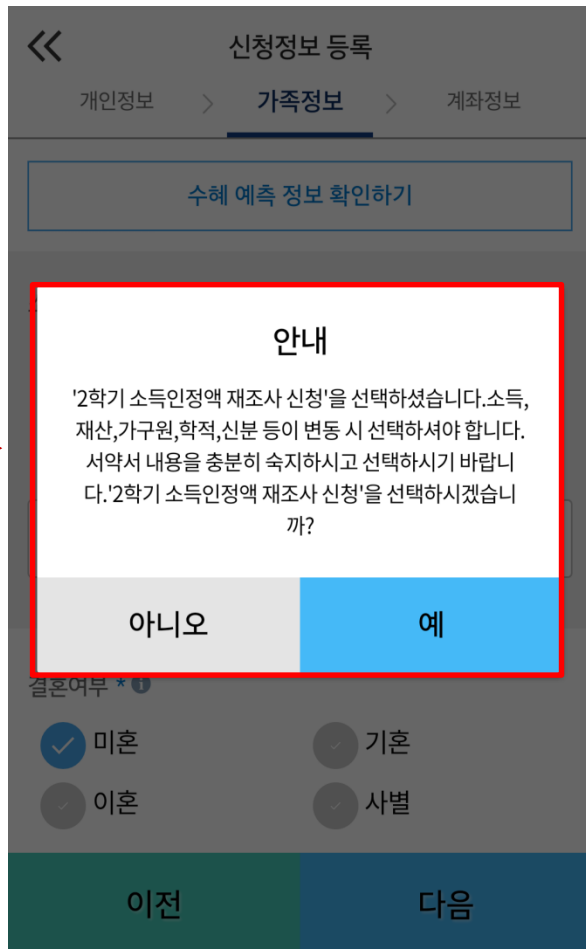 신청정보 등록
개인정보 > 가족정보 > 계좌정보
수혜 예측 정보 확인하기
안내
'2학기 소득인정액 재조사 신청'을 선택하셨습니다.소득,
재산,가구원,학적,신분 등이 변동 시 선택하셔야 합니다.
서약서 내용을 충분히 숙지하시고 선택하시기 바랍니
다.'2학기 소득인정액 재조사 신청'을 선택하시겠습니
까?
아니오 예
결혼여부 *
미혼 기혼
이혼 사별
이전 다음